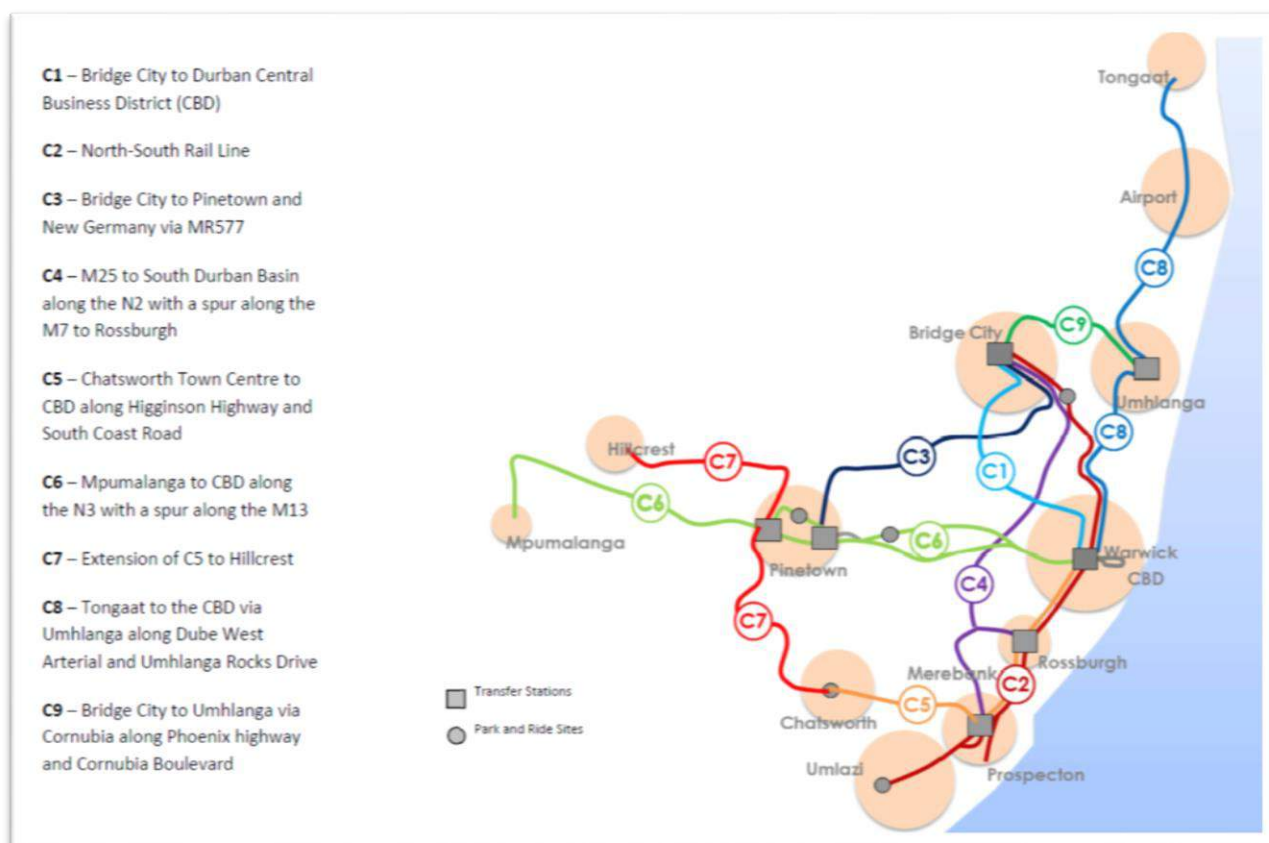 C1 – Bridge City to Durban Central
Business District (CBD)
C2 – North-South Rail Line
C3 – Bridge City to Pinetown and
New Germany via MR577
C4 – M25 to South Durban Basin
along the N2 with a spur along the
M7 to Rossburgh
C5 – Chatsworth Town Centre to
CBD along Higginson Highway and
South Coast Road
C6 – Mpumalanga to CBD along
the N3 with a spur along the M13
C7 – Extension of C5 to Hillcrest
C8 – Tongaat to the CBD via
Umhlanga along Dube West
Arterial and Umhlanga Rocks Drive
C9 – Bridge City to Umhlanga via
Cornubia along Phoenix highway
and Cornubia Boulevard
Transfer Stations
Park and Ride Sites
Tongaat
Airport
C8
Bridge City
C9
Umhlanga
C8
Hillcrest
C7
C3
C1
C6
Mpumalanga
C6
Pinetown
Warwick
CBD
C4
C7
Rossburgh
Merebank
C2
C5
Chatsworth
Umlazi
Prospecton